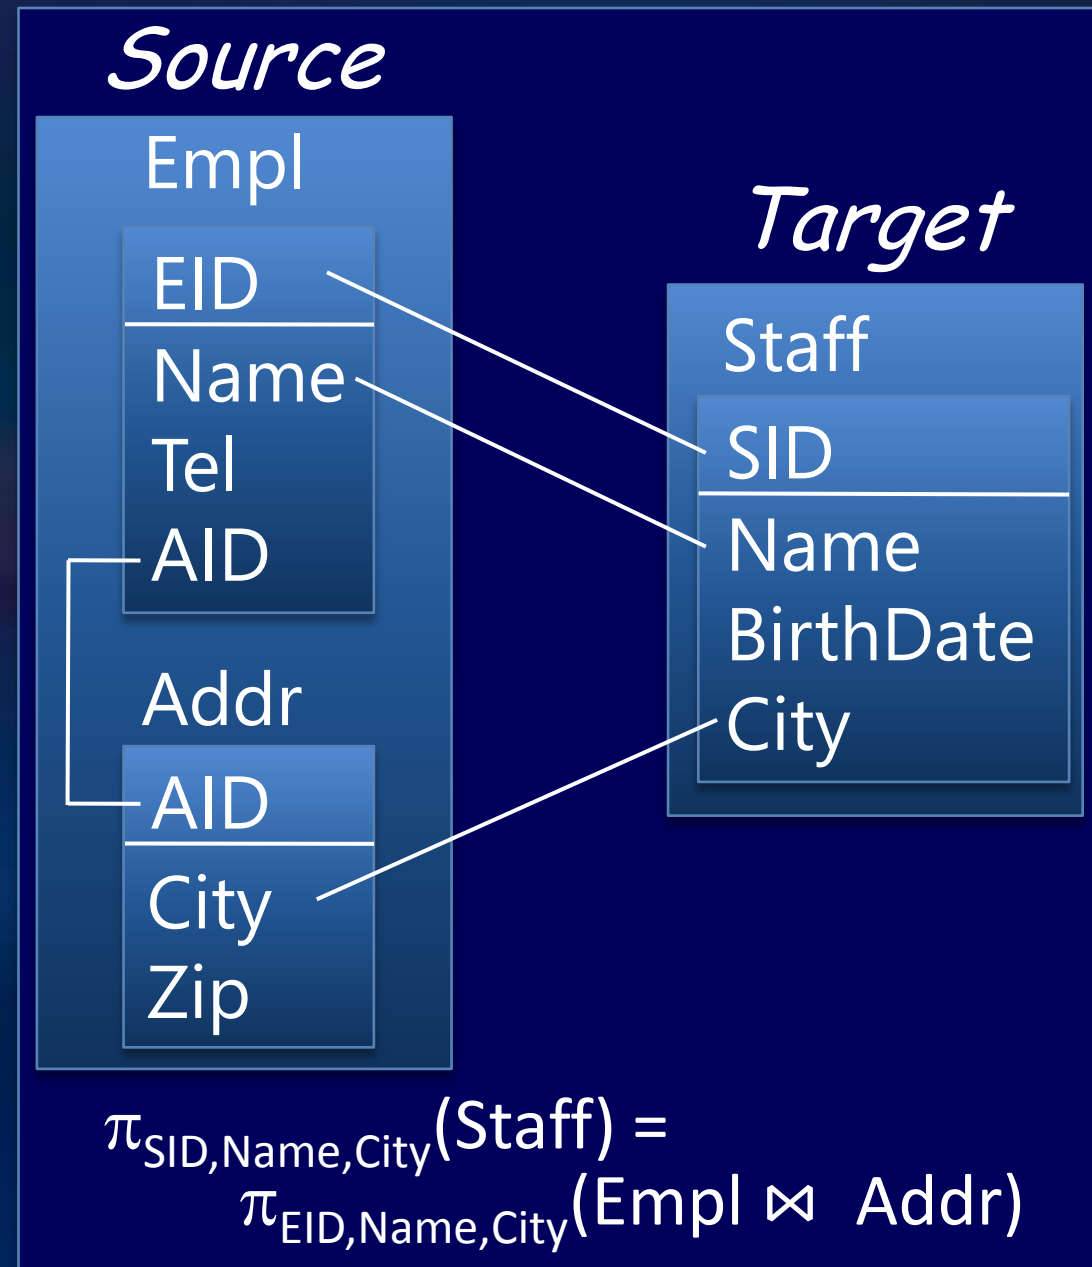 Source
Empl
EID
Name
Tel
AID
Addr
AID
City
Zip
Target
Staff
SID
Name
BirthDate
City
πSID,Name,City(Staff) =
πEID,Name,City(Empl ⋈ Addr)